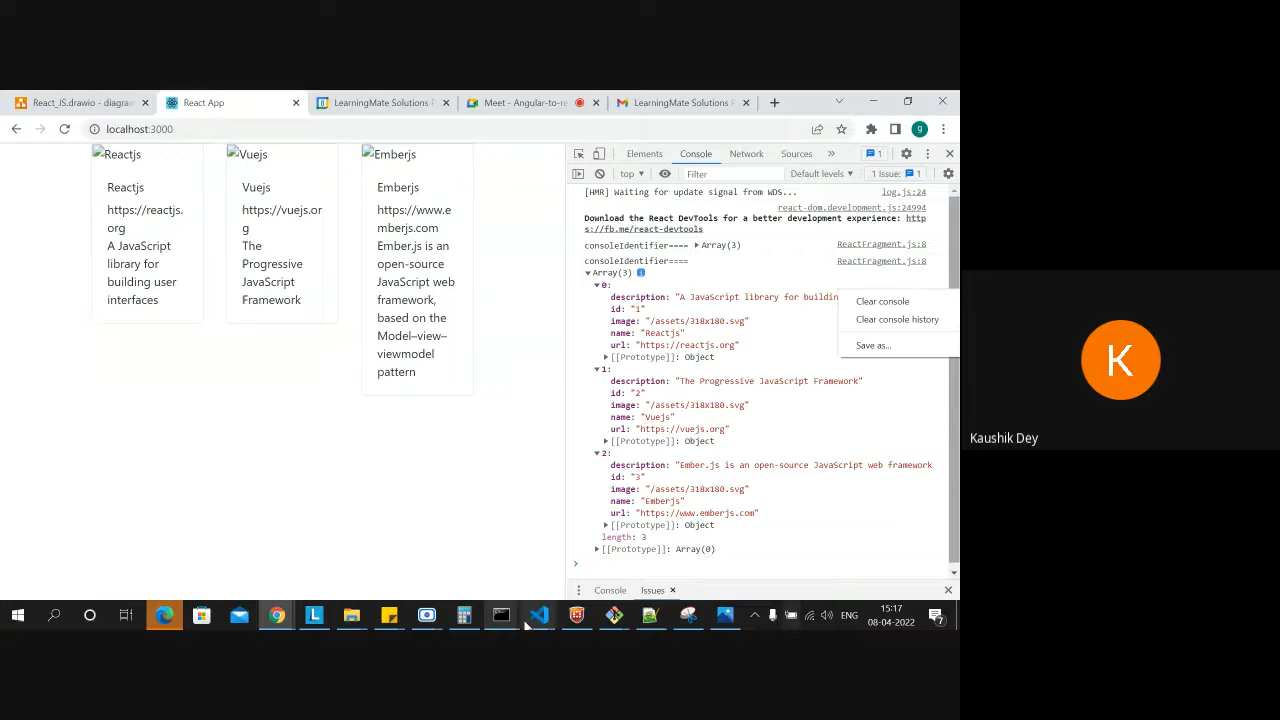 React_JS.drawio - diagram
React App
LearningMate Solutions P
Meet - Angular-to-re
LearningMate Solutions P
localhost:3000
g
Reactjs
Reactjs
https://reactjs.
org
A JavaScript
library for
building user
interfaces
Vuejs
Vuejs
https://vuejs.or
g
The
Progressive
JavaScript
Framework
Emberjs
Emberjs
https://www.e
mberjs.com
Ember.js is an
open-source
JavaScript web
framework,
based on the
Model–view–
viewmodel
pattern
Elements Console Network Sources » 1
top Filter Default levels 1 Issue: 1
[HMR] Waiting for update signal from WDS... log.js:24
react-dom.development.js:24994
Download the React DevTools for a better development experience: http
s://fb.me/react-devtools
consoleIdentifier==== Array(3) ReactFragment.js:8
consoleIdentifier==== ReactFragment.js:8
Array(3) i
0:
description: "A JavaScript library for buildin
id: "1"
image: "/assets/318x180.svg"
name: "Reactjs"
url: "https://reactjs.org"
[[Prototype]]: Object
1:
description: "The Progressive JavaScript Framework"
id: "2"
image: "/assets/318x180.svg"
name: "Vuejs"
url: "https://vuejs.org"
[[Prototype]]: Object
2:
description: "Ember.js is an open-source JavaScript web framework
id: "3"
image: "/assets/318x180.svg"
name: "Emberjs"
url: "https://www.emberjs.com"
[[Prototype]]: Object
length: 3
[[Prototype]]: Array(0)
Clear console
Clear console history
Save as...
Console Issues
L
ENG
15:17
08-04-2022
7
K
Kaushik Dey